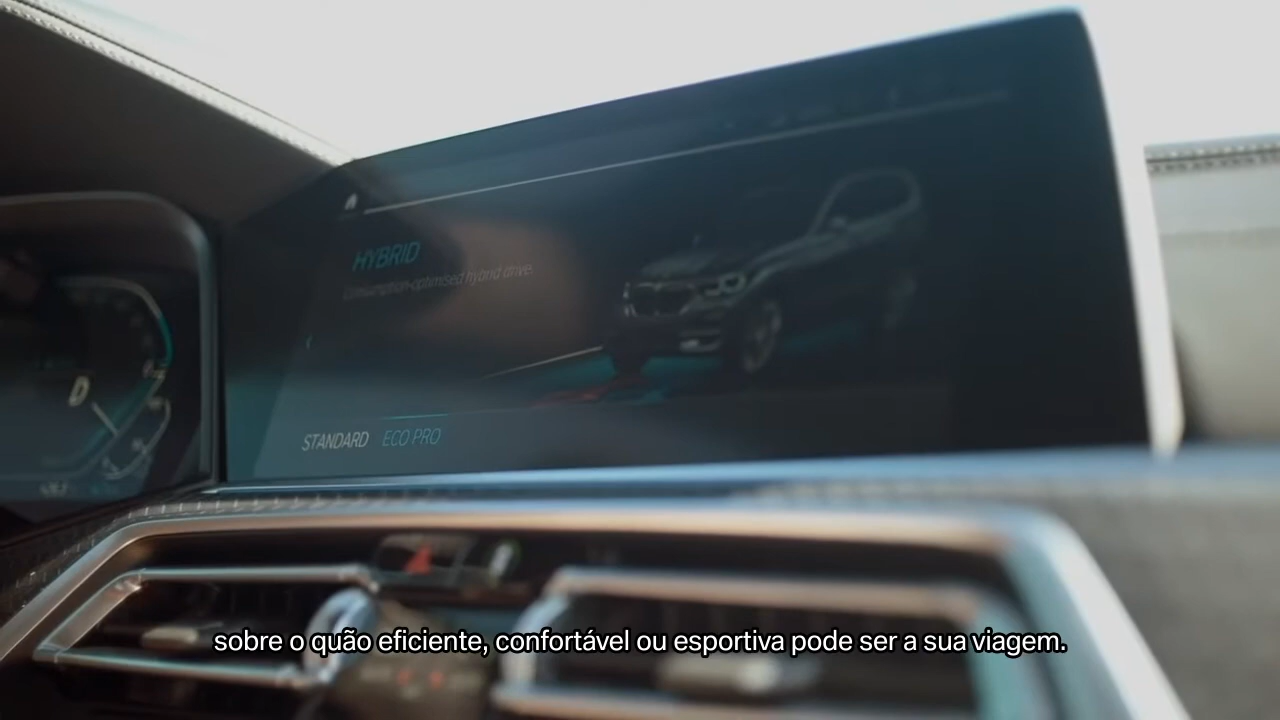 HYBRID
Consumption-optimised hybrid drive.
D
STANDARD ECO PRO
sobre o quão eficiente, confortável ou esportiva pode ser a sua viagem.